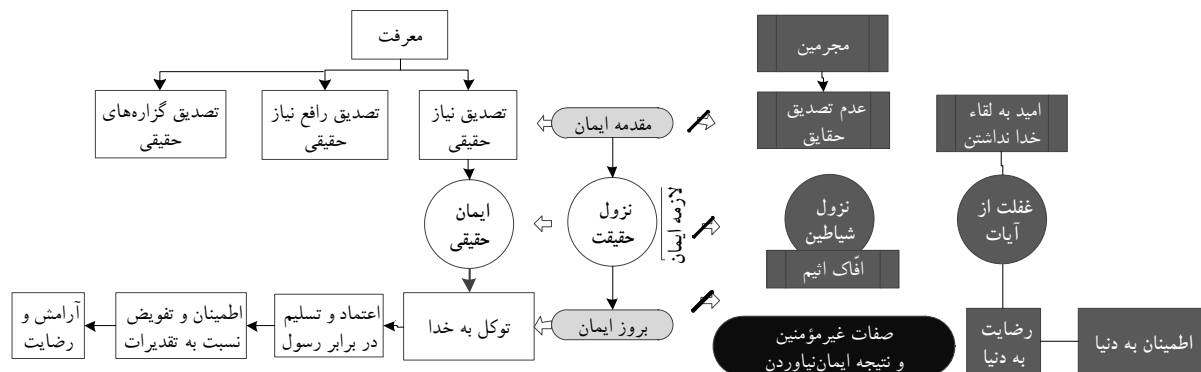 معرفت
تصدیق نیاز
حقیقی
تصدیق رافع نیاز
حقیقی
تصدیق گزاره‌های
حقیقی
مقدمه ایمان
ایمان
حقیقی
نزول
حقیقت
لازمه ایمان
بروز ایمان
توکل به خدا
اعتماد و تسلیم
در برابر رسول
اطمینان و تفویض
نسبت به تقدیرات
آرامش و
رضایت
مجرمین
عدم تصدیق
حقایق
نزول
شیاطین
افّاک اثیم
صفات غیرمؤمنین
و نتیجه ایمان‌نیاوردن
امید به لقاء
خدا نداشتن
غفلت از
آیات
رضایت
به دنیا
اطمینان به دنیا